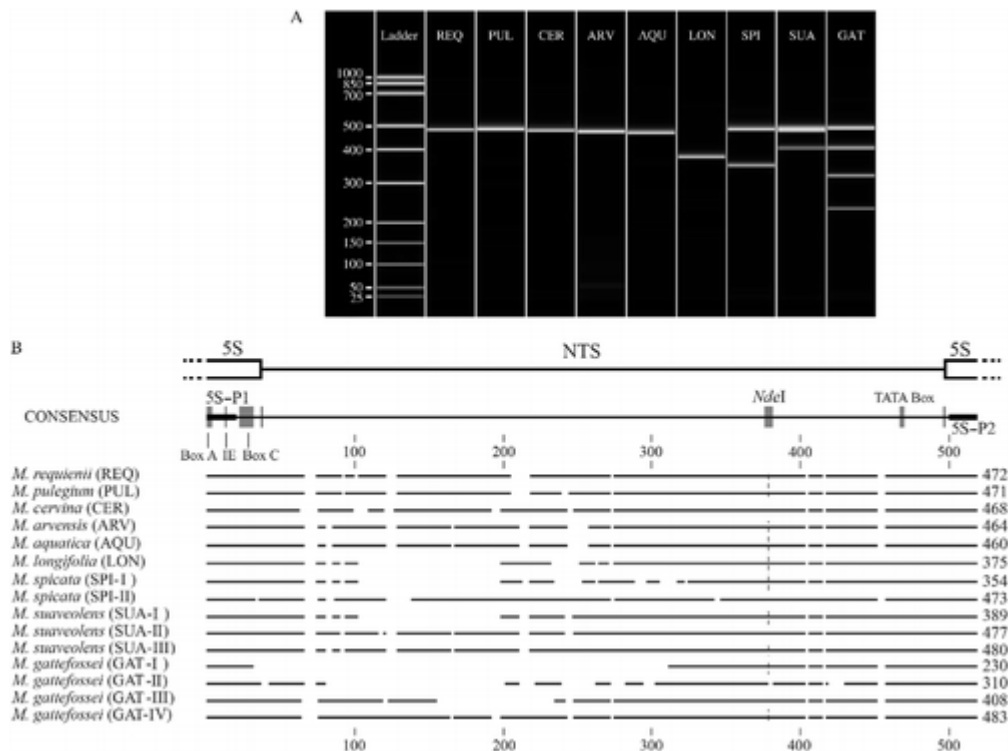 A
Ladder REQ PUL CER ARV AQU LON SPI SUA GAT
1000
850
700
500
400
300
200
150
100
50
25
B
5S NTS 5S
5S-P1 NdeI TATA Box
CONSENSUS
5S-P2
Box A IE Box C
100 200 300 400 500
M. requienii (REQ) 472
M. pulegium (PUL) 471
M. cervina (CER) 468
M. arvensis (ARV) 464
M. aquatica (AQU) 460
M. longifolia (LON) 375
M. spicata (SPI-I ) 354
M. spicata (SPI-II) 473
M. suaveolens (SUA-I ) 389
M. suaveolens (SUA-II) 477
M. suaveolens (SUA-III) 480
M. gattefossei (GAT-I ) 230
M. gattefossei (GAT-II) 310
M. gattefossei (GAT-III) 408
M. gattefossei (GAT-IV) 483
100 200 300 400 500